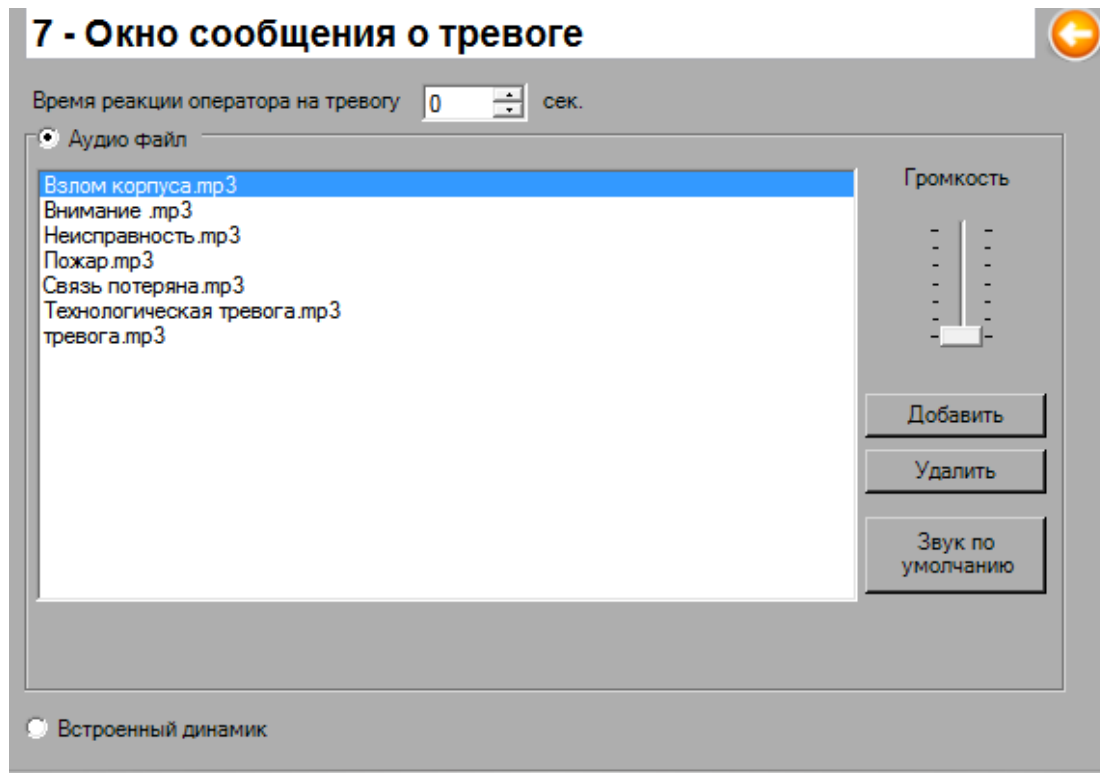 7 - Окно сообщения о тревоге
Время реакции оператора на тревогу 0 сек.
Аудио файл
Взлом корпуса.mp3
Внимание .mp3
Неисправность.mp3
Пожар.mp3
Связь потеряна.mp3
Технологическая тревога.mp3
тревога.mp3
Громкость
Добавить
Удалить
Звук по
умолчанию
Встроенный динамик